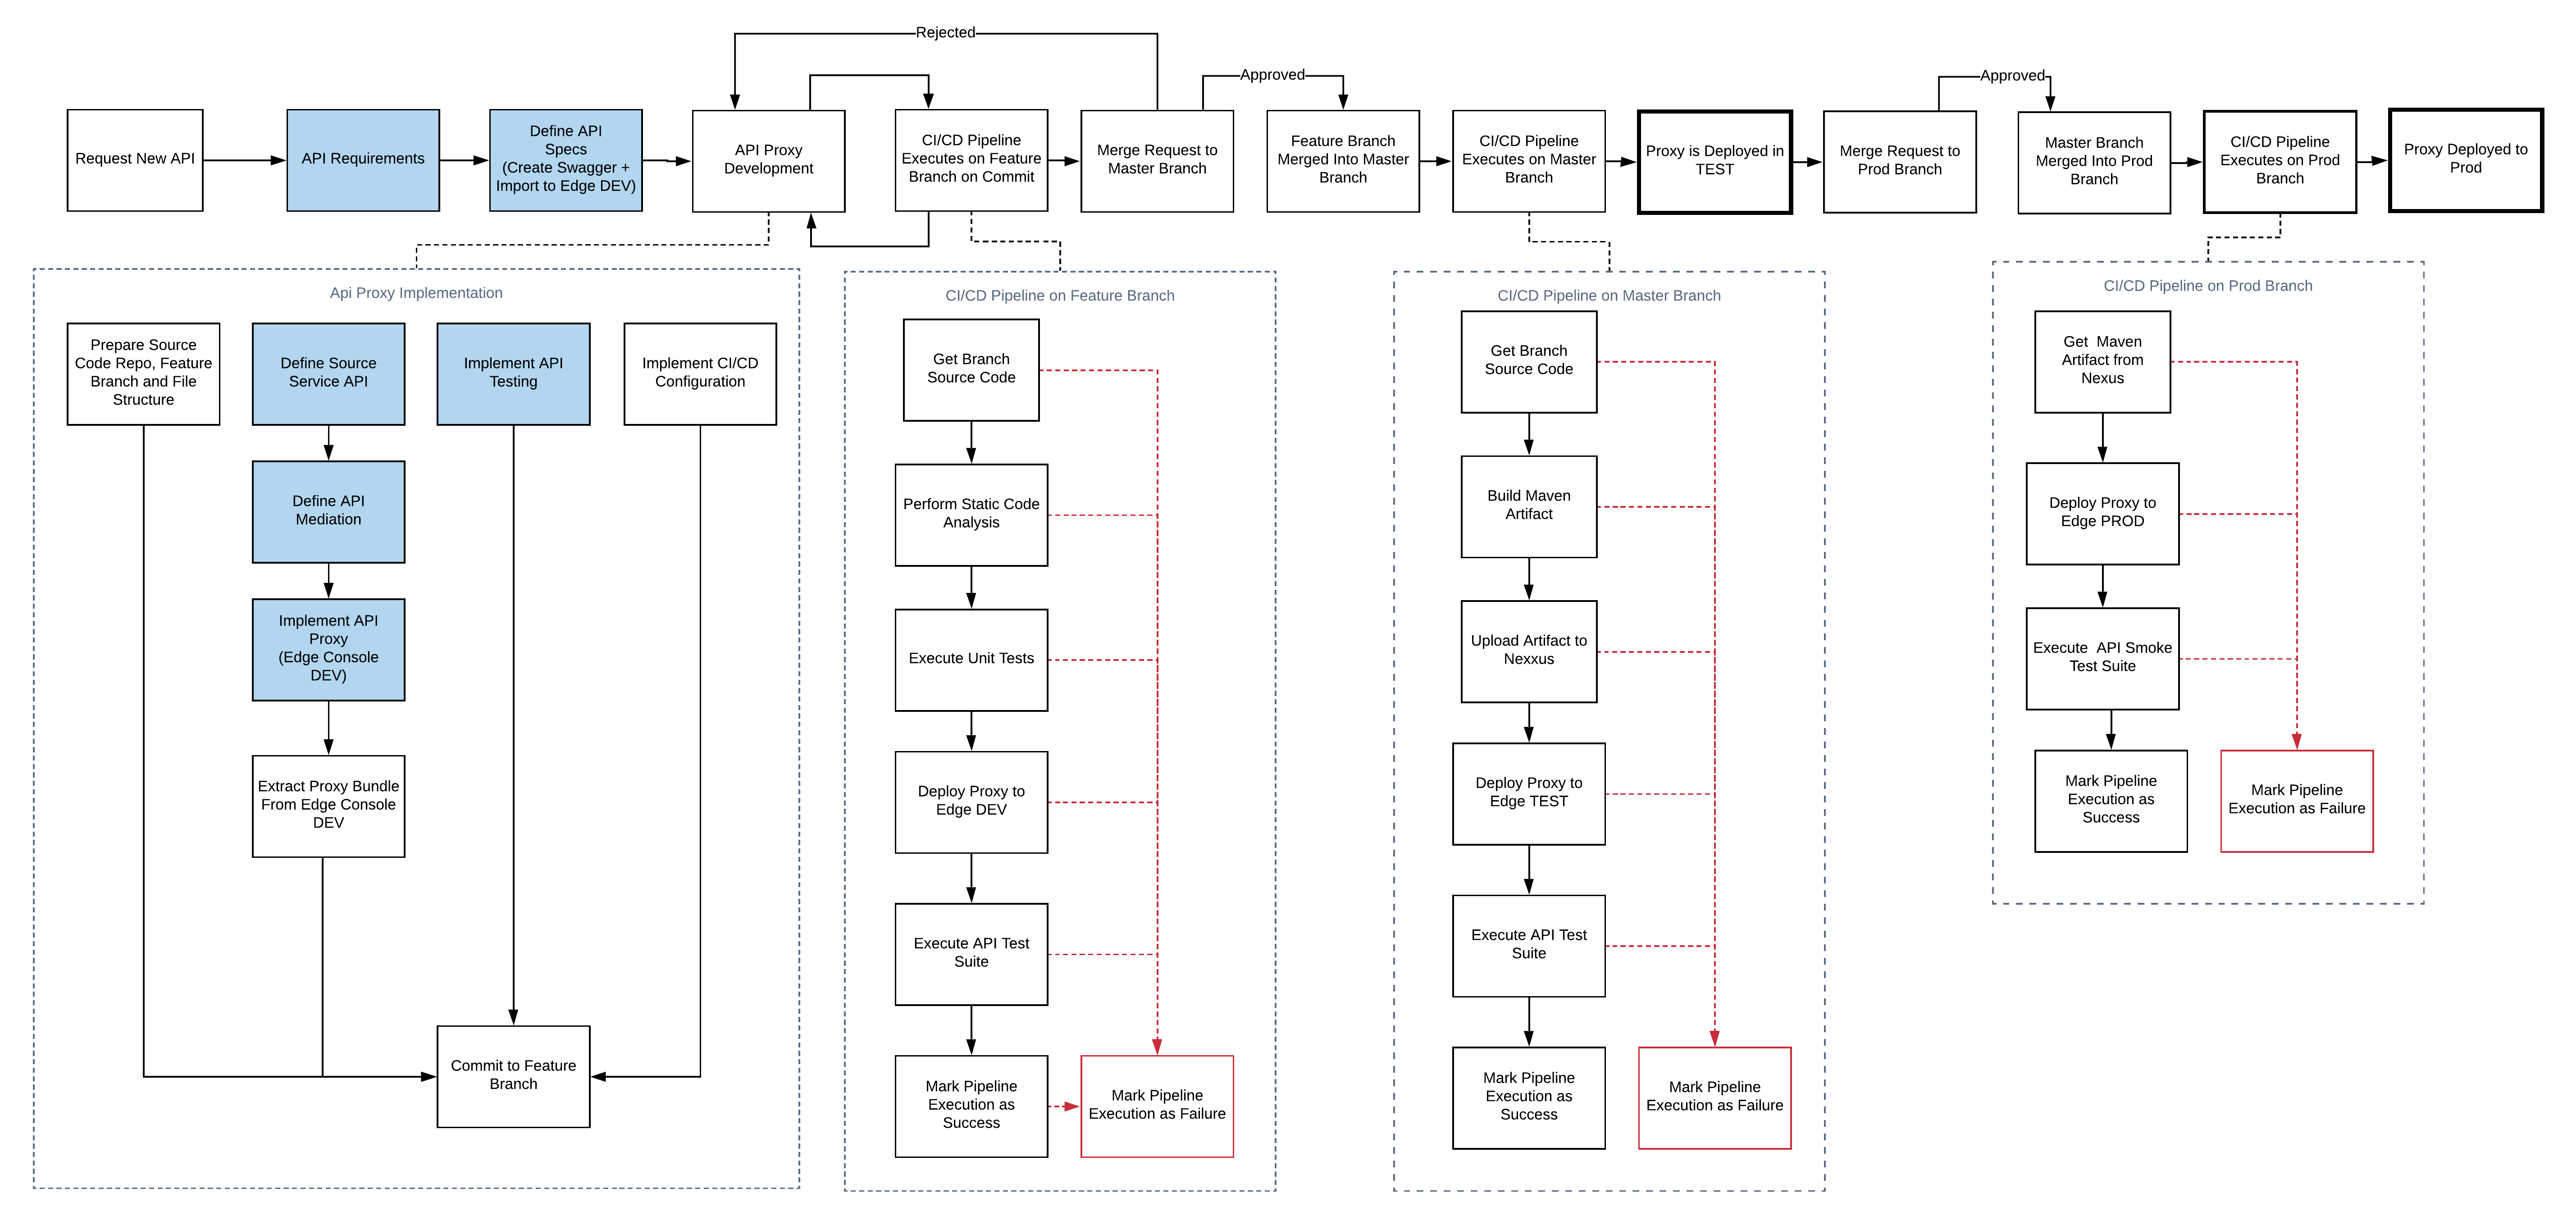 Rejected
Approved
Approved
Request New API
API Requirements
Define API
Specs
(Create Swagger +
Import to Edge DEV)
API Proxy
Development
CI/CD Pipeline
Executes on Feature
Branch on Commit
Merge Request to
Master Branch
Feature Branch
Merged Into Master
Branch
CI/CD Pipeline
Executes on Master
Branch
Proxy is Deployed in
TEST
Merge Request to
Prod Branch
Master Branch
Merged Into Prod
Branch
CI/CD Pipeline
Executes on Prod
Branch
Proxy Deployed to
Prod
Api Proxy Implementation
Prepare Source
Code Repo, Feature
Branch and File
Structure
Define Source
Service API
Implement API
Testing
Implement CI/CD
Configuration
Define API
Mediation
Implement API
Proxy
(Edge Console
DEV)
Extract Proxy Bundle
From Edge Console
DEV
Commit to Feature
Branch
CI/CD Pipeline on Feature Branch
Get Branch
Source Code
Perform Static Code
Analysis
Execute Unit Tests
Deploy Proxy to
Edge DEV
Execute API Test
Suite
Mark Pipeline
Execution as
Success
Mark Pipeline
Execution as Failure
CI/CD Pipeline on Master Branch
Get Branch
Source Code
Build Maven
Artifact
Upload Artifact to
Nexxus
Deploy Proxy to
Edge TEST
Execute API Test
Suite
Mark Pipeline
Execution as
Success
Mark Pipeline
Execution as Failure
CI/CD Pipeline on Prod Branch
Get Maven
Artifact from
Nexus
Deploy Proxy to
Edge PROD
Execute API Smoke
Test Suite
Mark Pipeline
Execution as
Success
Mark Pipeline
Execution as Failure